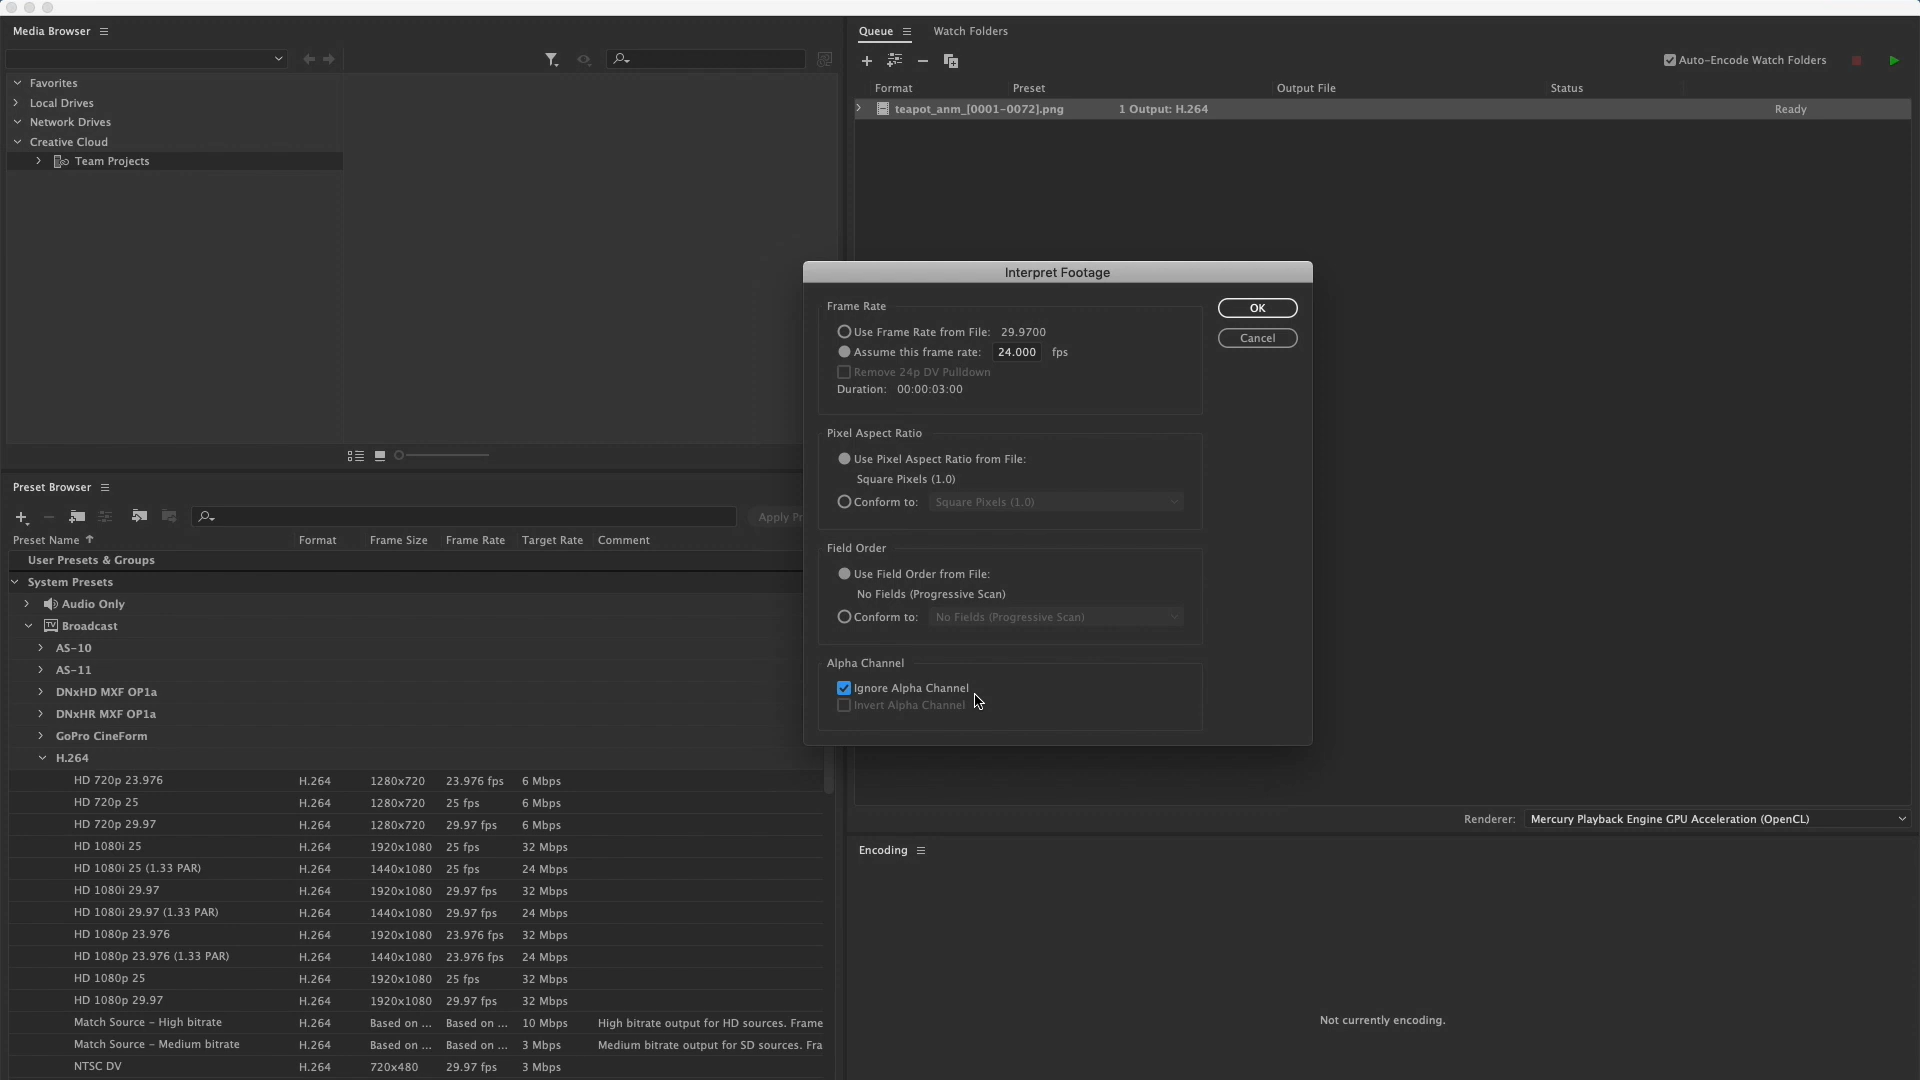 Media Browser
Favorites
Local Drives
Network Drives
Creative Cloud
Team Projects
Queue
Watch Folders
Auto-Encode Watch Folders
Format Preset Output File Status
teapot_anm_[0001-0072].png 1 Output: H.264 Ready
Interpret Footage
Frame Rate
Use Frame Rate from File: 29.9700
Assume this frame rate: 24.000 fps
Remove 24p DV Pulldown
Duration: 00:00:03:00
OK
Cancel
Pixel Aspect Ratio
Use Pixel Aspect Ratio from File:
Square Pixels (1.0)
Conform to: Square Pixels (1.0)
Field Order
Use Field Order from File:
No Fields (Progressive Scan)
Conform to: No Fields (Progressive Scan)
Alpha Channel
Ignore Alpha Channel
Invert Alpha Channel
Preset Browser
Apply Pr
Preset Name Format Frame Size Frame Rate Target Rate Comment
User Presets & Groups
System Presets
Audio Only
TV Broadcast
AS-10
AS-11
DNxHD MXF OP1a
DNxHR MXF OP1a
GoPro CineForm
H.264
HD 720p 23.976 H.264 1280x720 23.976 fps 6 Mbps
HD 720p 25 H.264 1280x720 25 fps 6 Mbps
HD 720p 29.97 H.264 1280x720 29.97 fps 6 Mbps
HD 1080i 25 H.264 1920x1080 25 fps 32 Mbps
HD 1080i 25 (1.33 PAR) H.264 1440x1080 25 fps 24 Mbps
HD 1080i 29.97 H.264 1920x1080 29.97 fps 32 Mbps
HD 1080i 29.97 (1.33 PAR) H.264 1440x1080 29.97 fps 24 Mbps
HD 1080p 23.976 H.264 1920x1080 23.976 fps 32 Mbps
HD 1080p 23.976 (1.33 PAR) H.264 1440x1080 23.976 fps 24 Mbps
HD 1080p 25 H.264 1920x1080 25 fps 32 Mbps
HD 1080p 29.97 H.264 1920x1080 29.97 fps 32 Mbps
Match Source - High bitrate H.264 Based on ... Based on ... 10 Mbps High bitrate output for HD sources. Frame
Match Source - Medium bitrate H.264 Based on ... Based on ... 3 Mbps Medium bitrate output for SD sources. Fra
NTSC DV H.264 720x480 29.97 fps 3 Mbps
Renderer: Mercury Playback Engine GPU Acceleration (OpenCL)
Encoding
Not currently encoding.